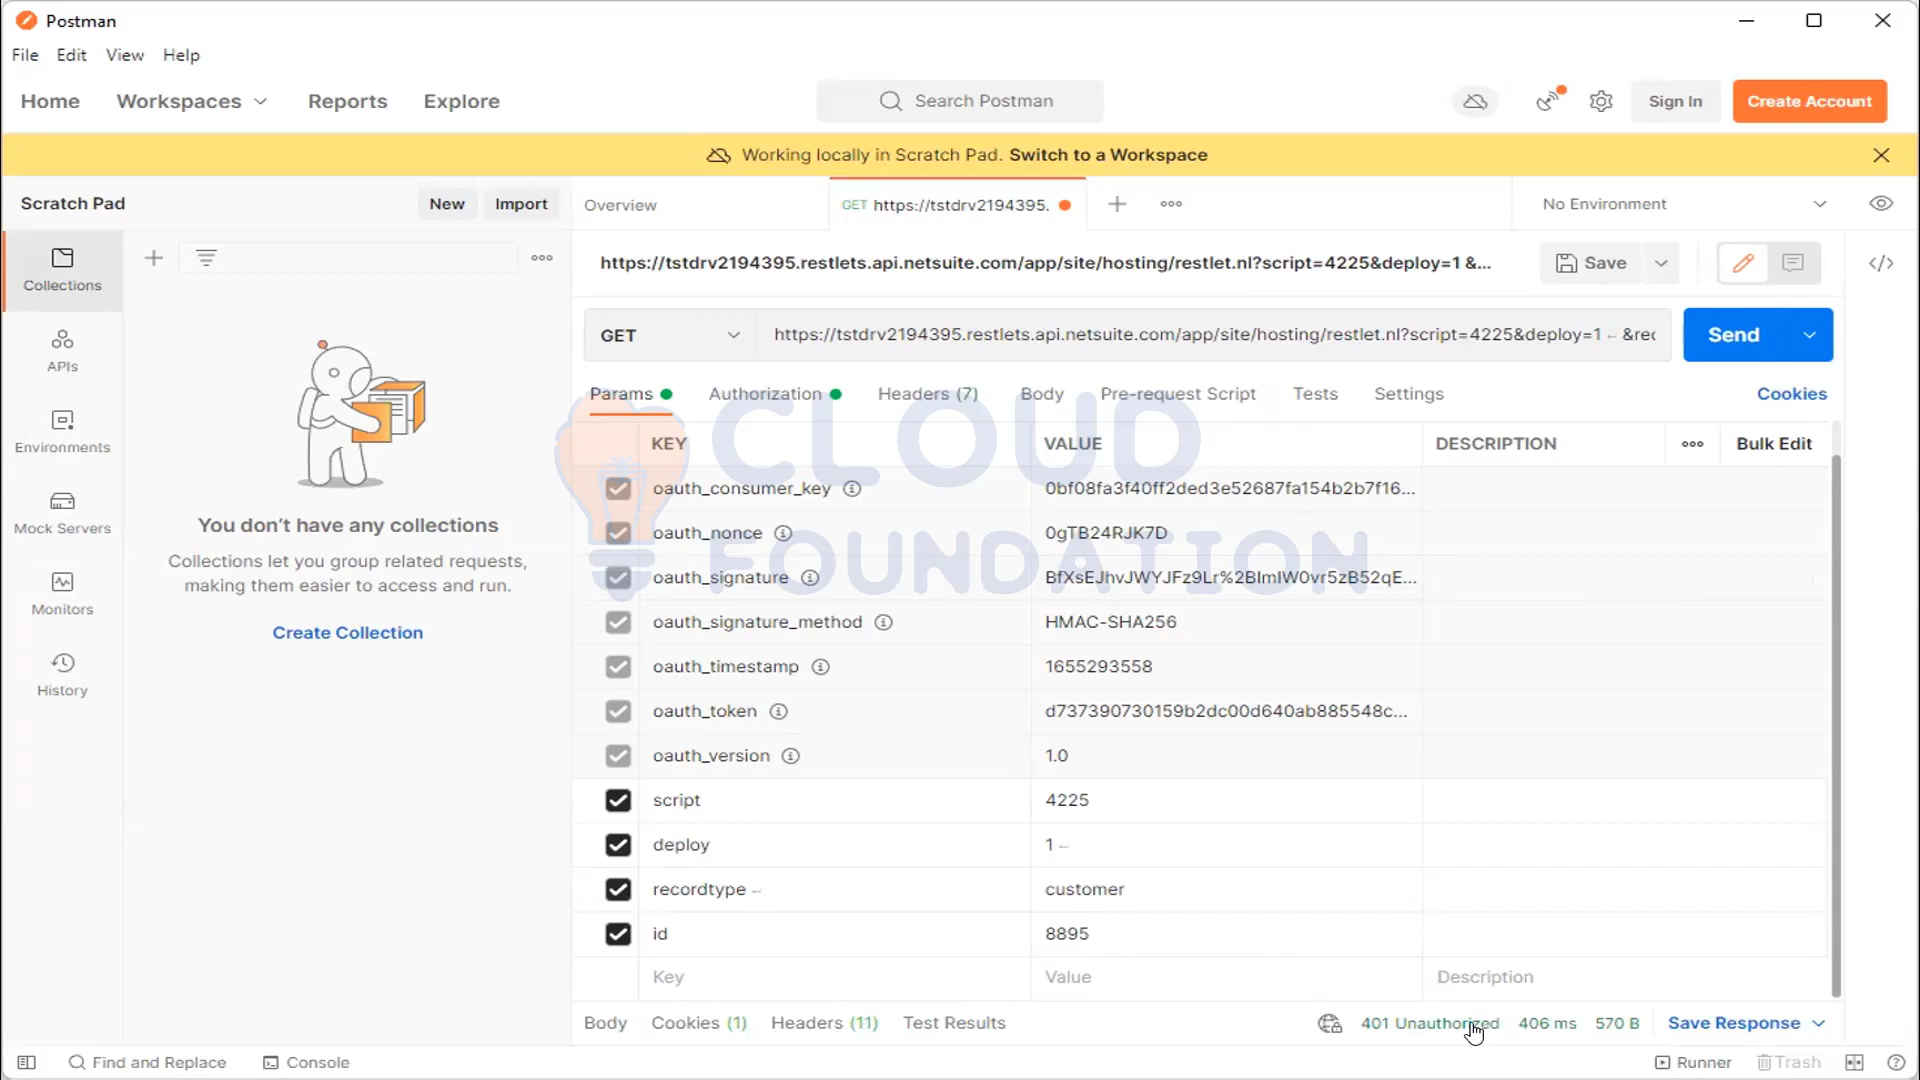 Postman
File Edit View Help
Home Workspaces Reports Explore Search Postman Sign In Create Account
Working locally in Scratch Pad. Switch to a Workspace
Scratch Pad New Import Overview GET https://tstdrv2194395. No Environment
Collections
APIs
Environments
Mock Servers
Monitors
History
You don't have any collections
Collections let you group related requests,
making them easier to access and run.
Create Collection
https://tstdrv2194395.restlets.api.netsuite.com/app/site/hosting/restlet.nl?script=4225&deploy=1 &... Save
GET https://tstdrv2194395.restlets.api.netsuite.com/app/site/hosting/restlet.nl?script=4225&deploy=1 ← &rec Send
Params Authorization Headers (7) Body Pre-request Script Tests Settings Cookies
CLOUD
FOUNDATION
KEY VALUE DESCRIPTION Bulk Edit
oauth_consumer_key 0bf08fa3f40ff2ded3e52687fa154b2b7f16...
oauth_nonce 0gTB24RJK7D
oauth_signature BfXsEJhvJWYJFz9Lr%2BImIW0vr5zB52qE...
oauth_signature_method HMAC-SHA256
oauth_timestamp 1655293558
oauth_token d737390730159b2dc00d640ab885548c...
oauth_version 1.0
script 4225
deploy 1 ←
recordtype ← customer
id 8895
Key Value Description
Body Cookies (1) Headers (11) Test Results 401 Unauthorized 406 ms 570 B Save Response
Find and Replace Console Runner Trash